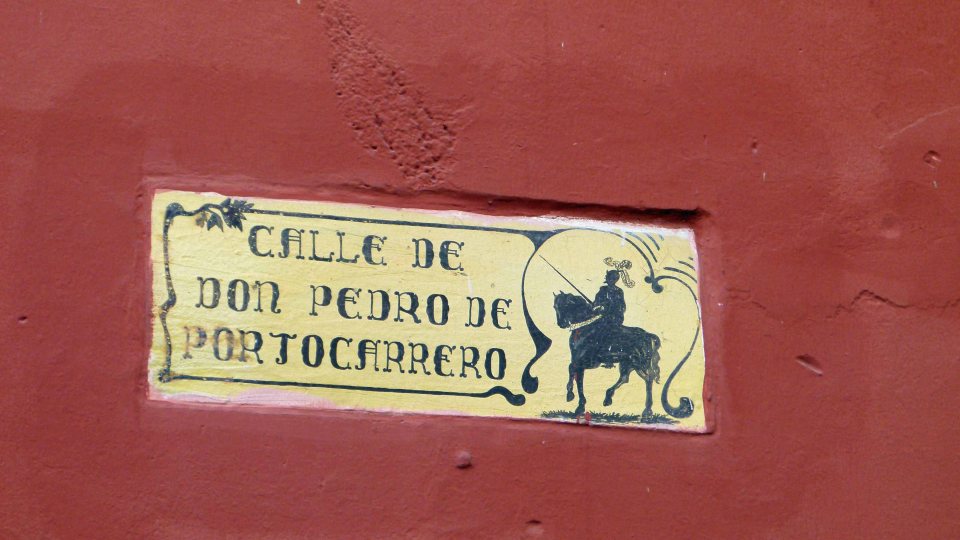 CALLE DE
DON PEDRO DE
PORTOCARRERO